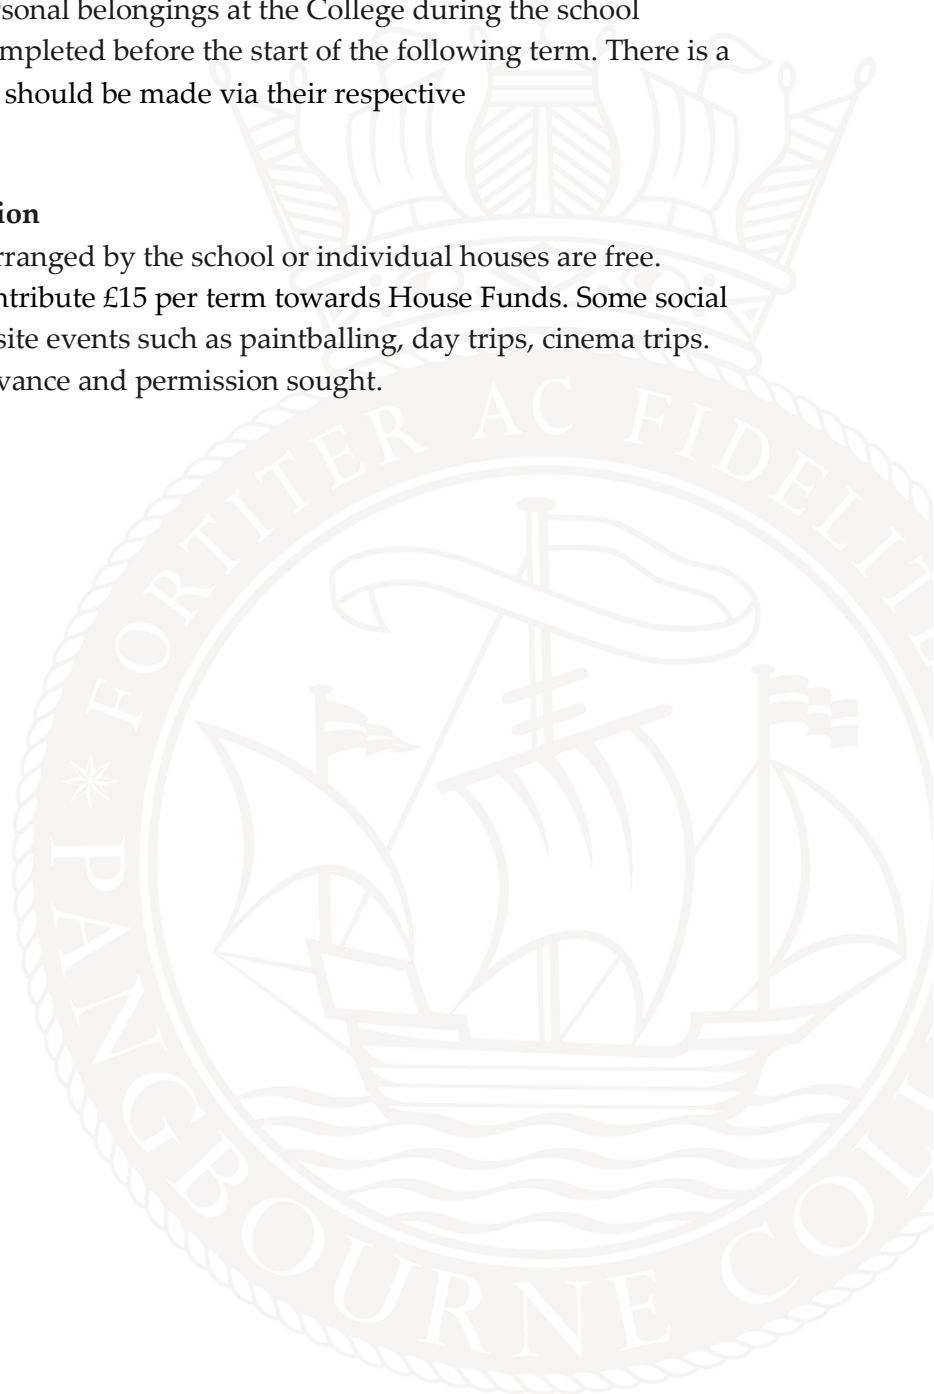 rsonal belongings at the College during the school
mpleted before the start of the following term. There is a
should be made via their respective
ion
rranged by the school or individual houses are free.
ntribute £15 per term towards House Funds. Some social
site events such as paintballing, day trips, cinema trips.
vance and permission sought.
FORTITER AC FIDELITE
PANGBOURNE COLL